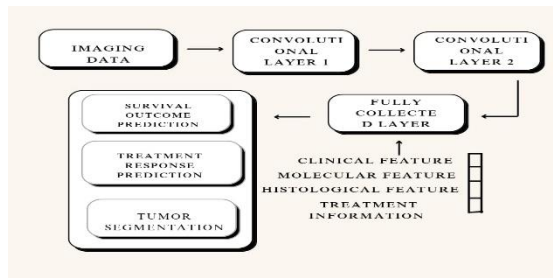 IMAGING
DATA
CONVOLUTI
ONAL
LAYER 1
CONVOLUTI
ONAL
LAYER 2
FULLY
COLLECTE
D LAYER
SURVIVAL
OUTCOME
PREDICTION
TREATMENT
RESPONSE
PREDICTION
TUMOR
SEGMENTATION
CLINICAL FEATURE
MOLECULAR FEATURE
HISTOLOGICAL FEATURE
TREATMENT
INFORMATION